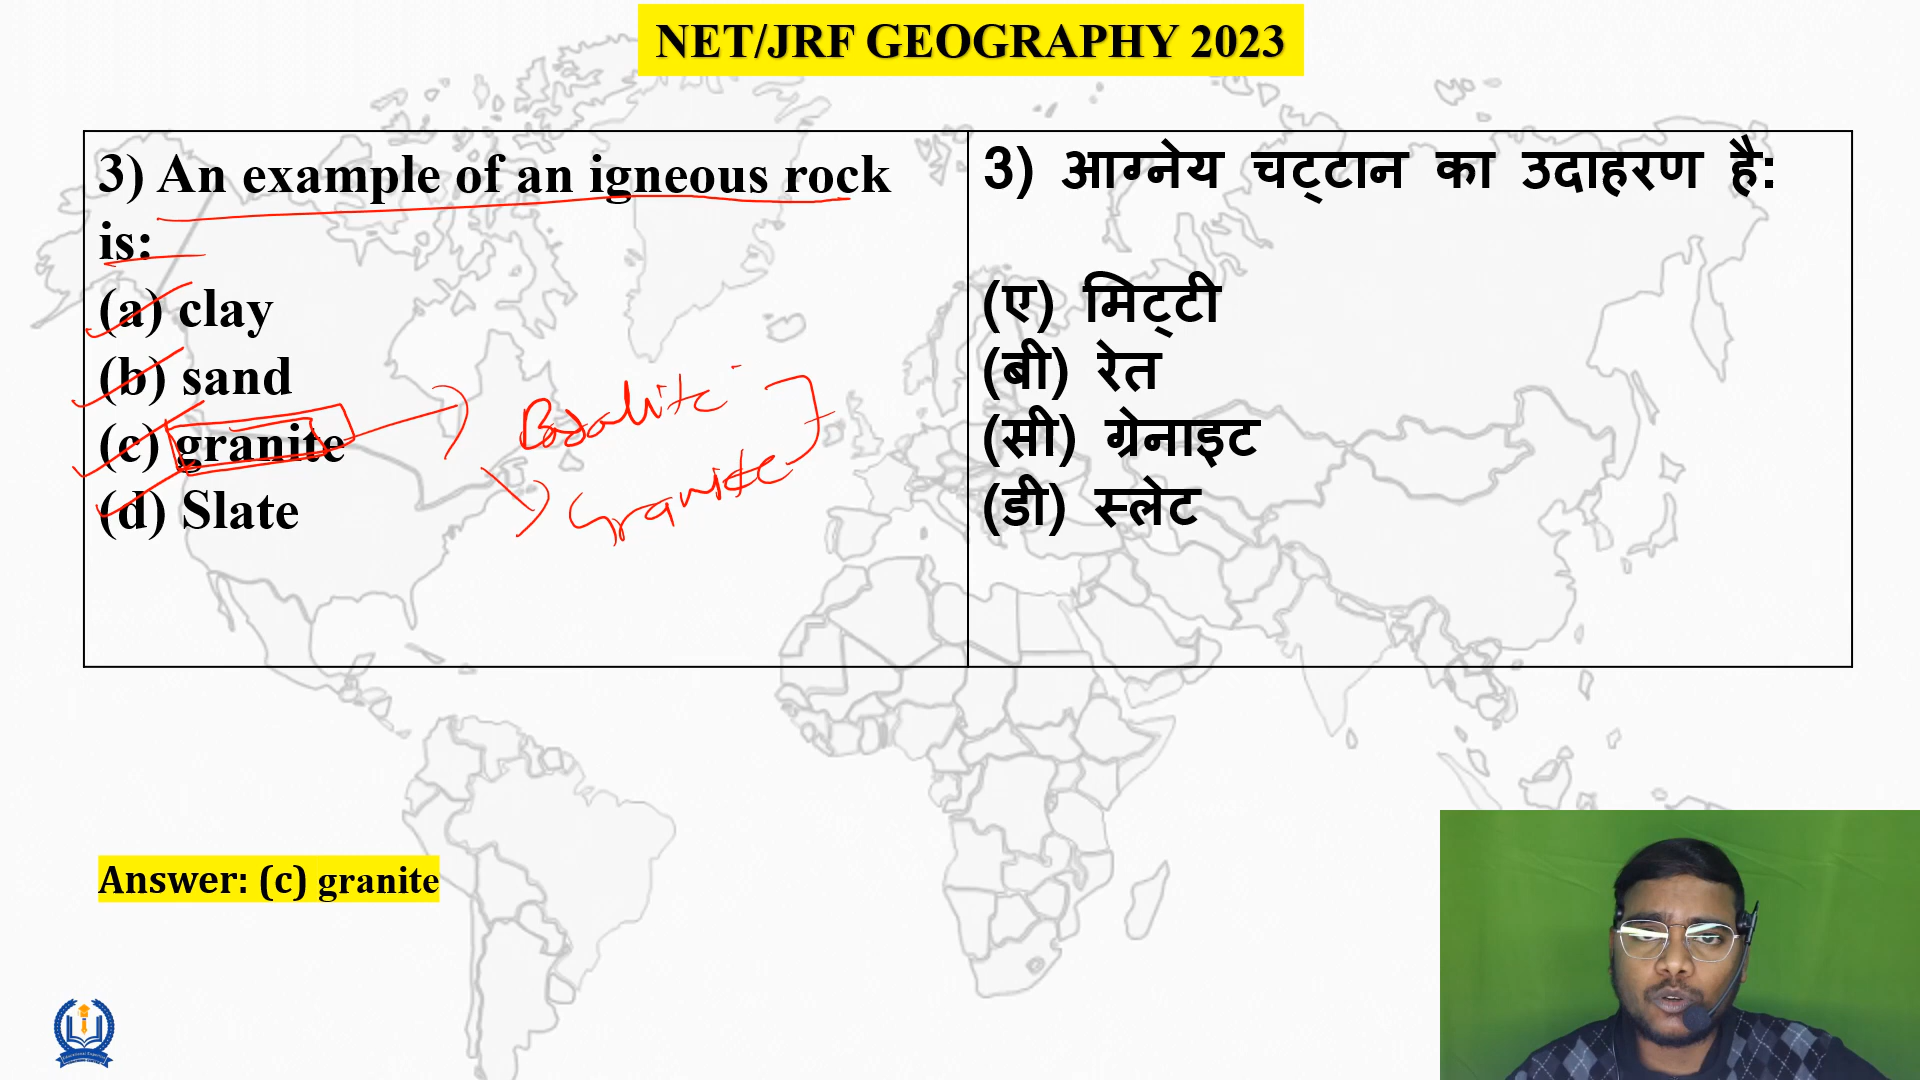 NET/JRF GEOGRAPHY 2023
3) An example of an igneous rock
is:
(a) clay
(b) sand
(c) granite
(d) Slate
Basalitc
Granite
3) आग्नेय चट्टान का उदाहरण है:
(ए) मिट्टी
(बी) रेत
(सी) ग्रेनाइट
(डी) स्लेट
Answer: (c) granite